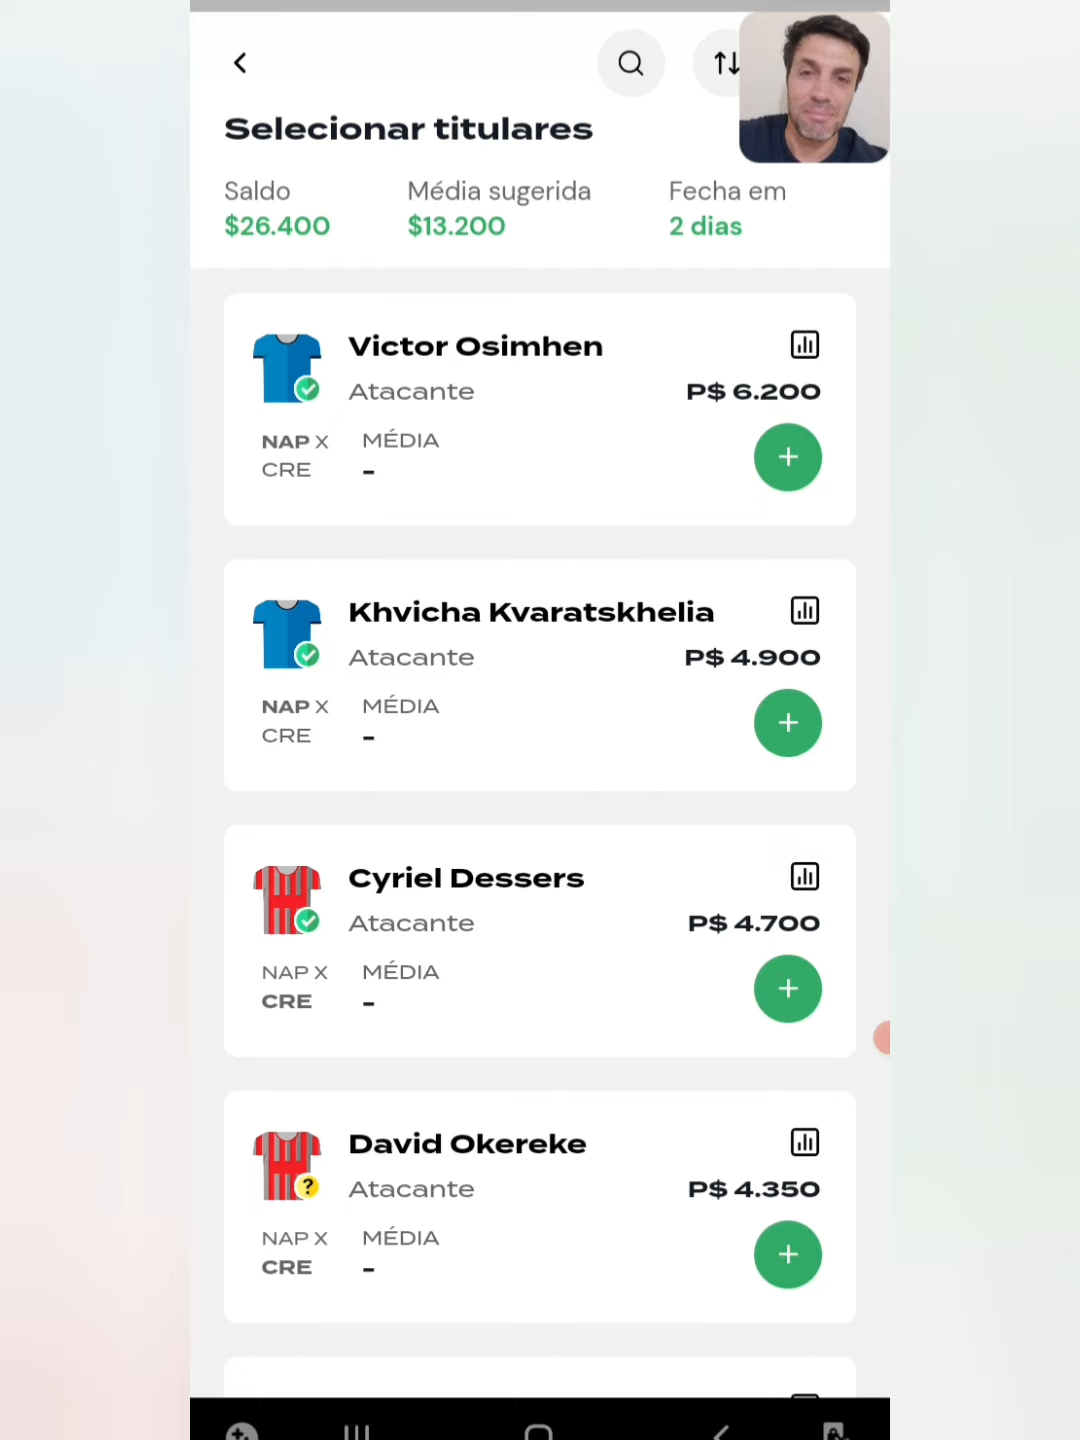 Selecionar titulares
Saldo Média sugerida Fecha em
$26.400 $13.200 2 dias
Victor Osimhen
Atacante P$ 6.200
NAP X MÉDIA
CRE -
+
Khvicha Kvaratskhelia
Atacante P$ 4.900
NAP X MÉDIA
CRE -
+
Cyriel Dessers
Atacante P$ 4.700
NAP X MÉDIA
CRE -
+
David Okereke
? Atacante P$ 4.350
NAP X MÉDIA
CRE -
+